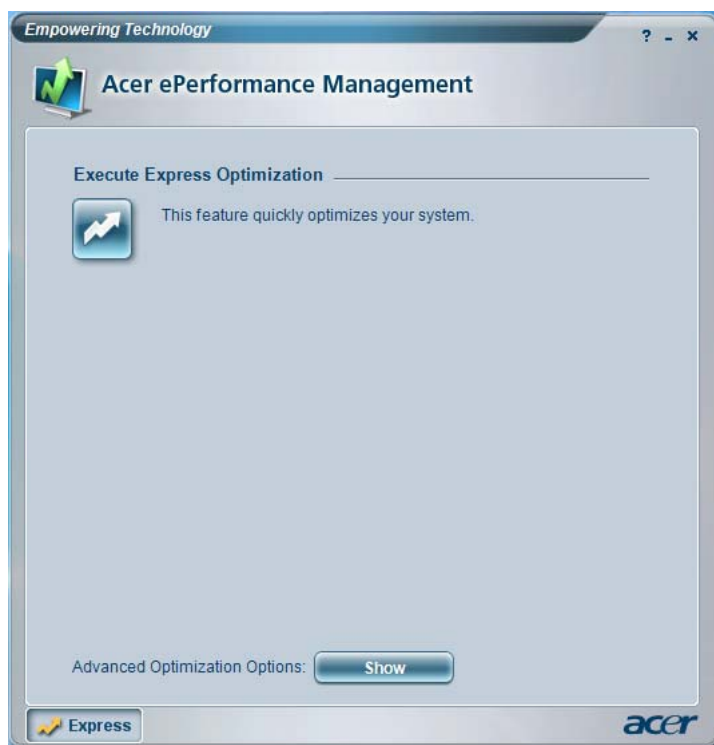 Empowering Technology
? - ×
Acer ePerformance Management
Execute Express Optimization
This feature quickly optimizes your system.
Advanced Optimization Options: Show
Express
acer